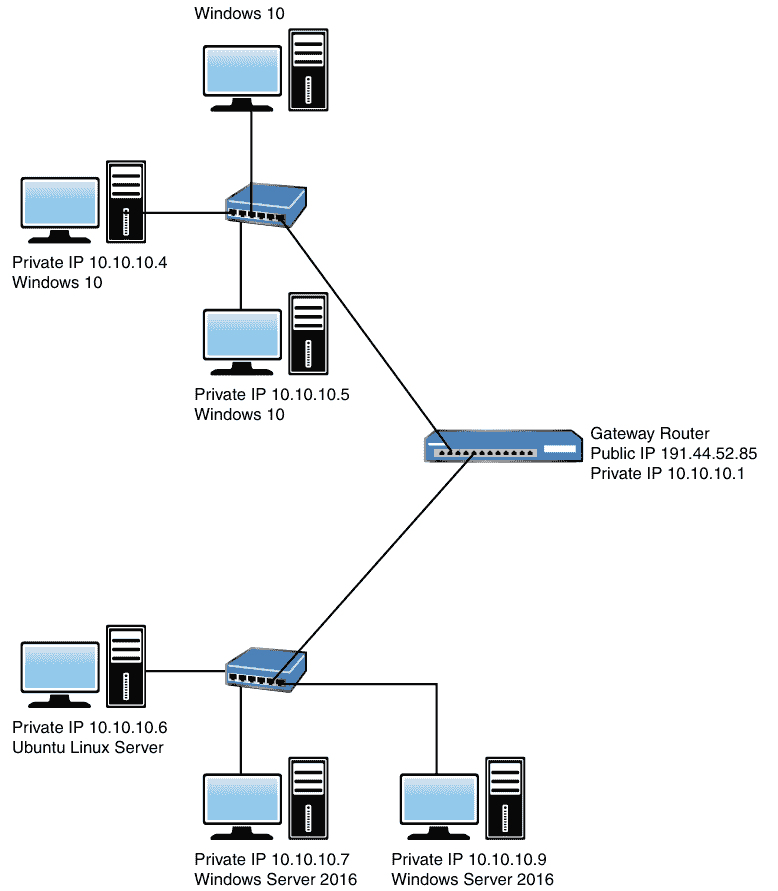 Windows 10
Private IP 10.10.10.4
Windows 10
Private IP 10.10.10.5
Windows 10
Gateway Router
Public IP 191.44.52.85
Private IP 10.10.10.1
Private IP 10.10.10.6
Ubuntu Linux Server
Private IP 10.10.10.7
Windows Server 2016
Private IP 10.10.10.9
Windows Server 2016